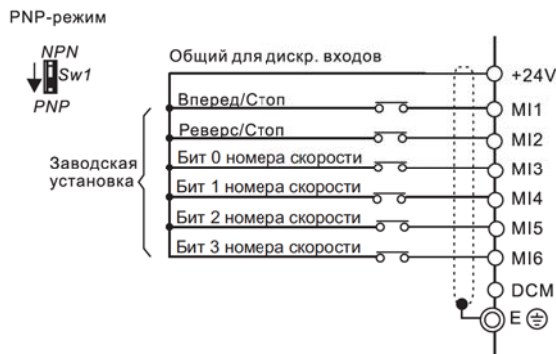 PNP-режим
NPN
Sw1
PNP
Общий для дискр. входов
+24V
Вперед/Стоп
MI1
Реверс/Стоп
MI2
Бит 0 номера скорости
MI3
Заводская
установка
Бит 1 номера скорости
MI4
Бит 2 номера скорости
MI5
Бит 3 номера скорости
MI6
DCM
E